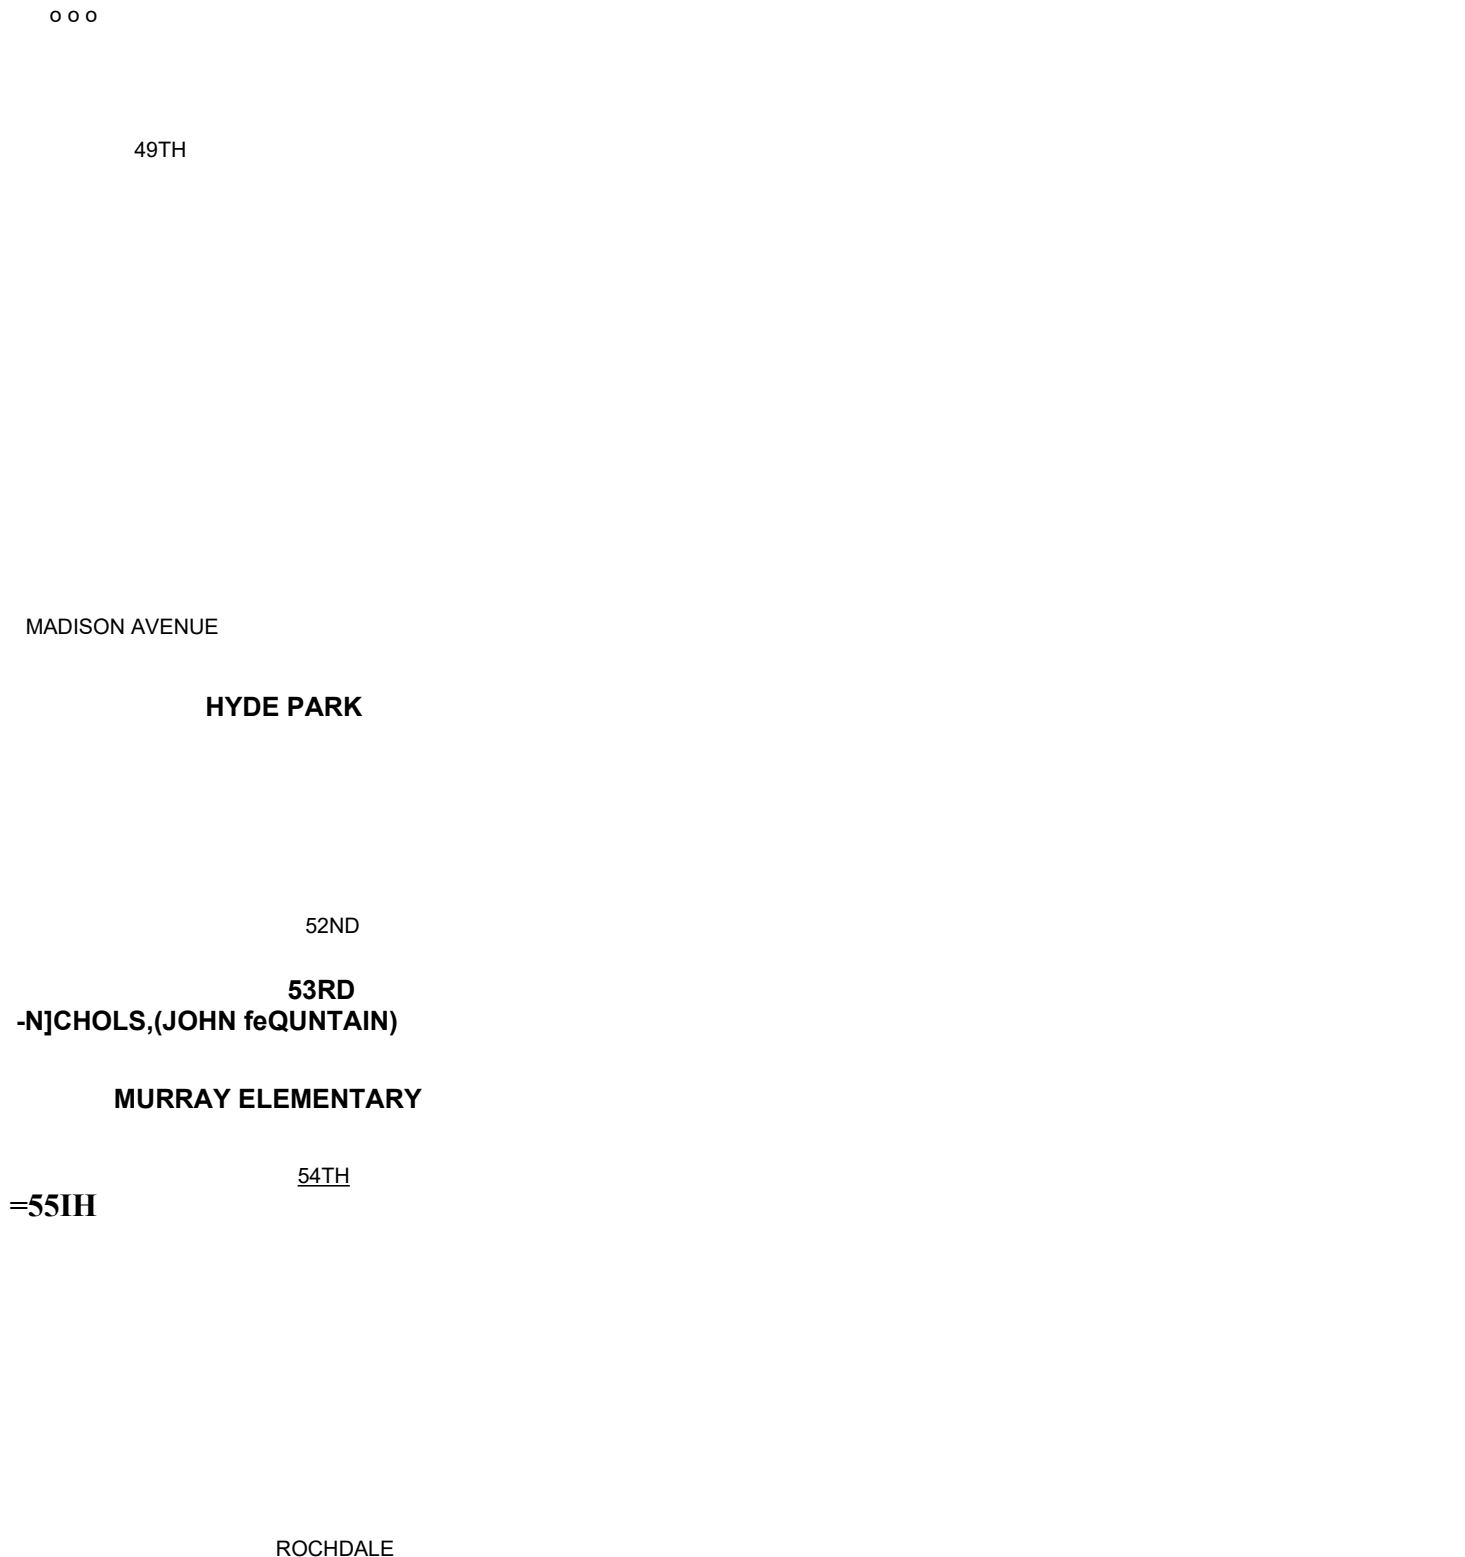 o o o
49TH
MADISON AVENUE
HYDE PARK
52ND
53RD
-N]CHOLS,(JOHN feQUNTAIN)
MURRAY ELEMENTARY
54TH
=55IH
ROCHDALE